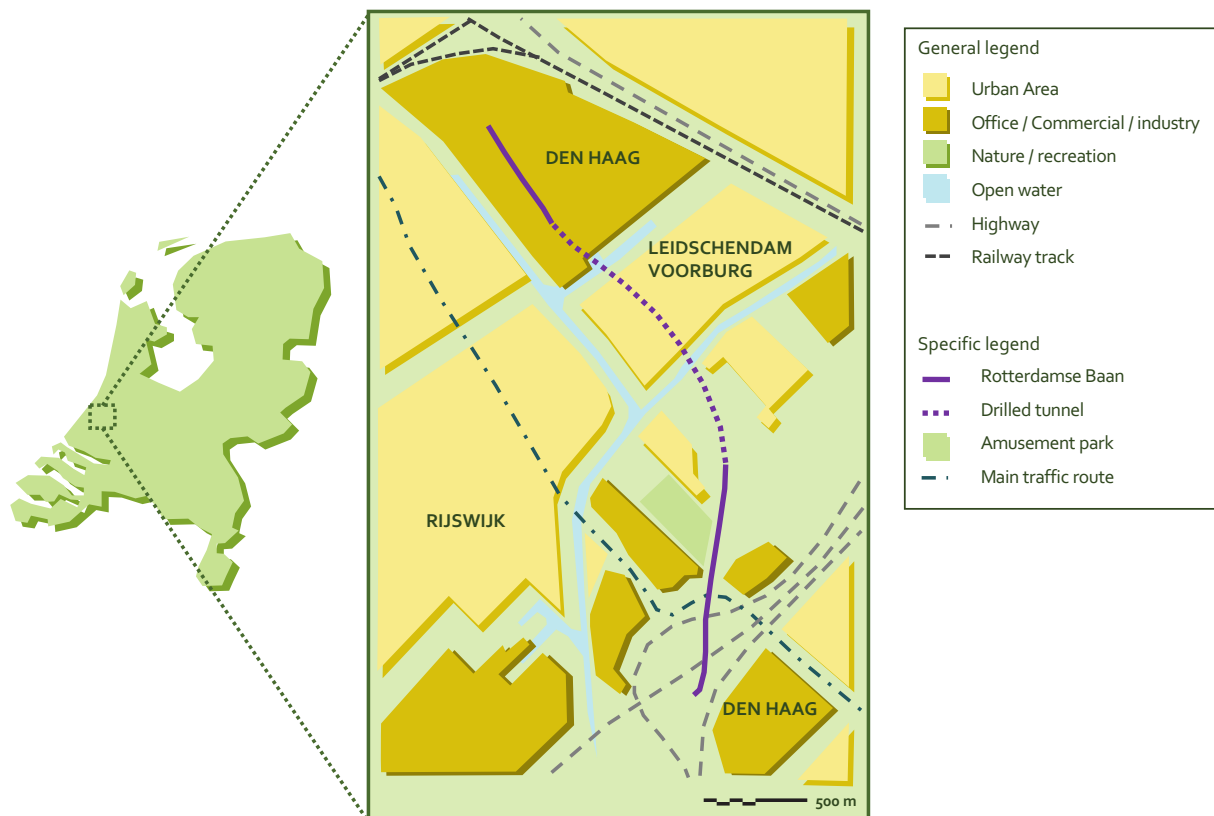 DEN HAAG
LEIDSCHENDAM
VOORBURG
RIJSWIJK
DEN HAAG
500 m
General legend
Urban Area
Office / Commercial / industry
Nature / recreation
Open water
Highway
Railway track
Specific legend
Rotterdamse Baan
Drilled tunnel
Amusement park
Main traffic route